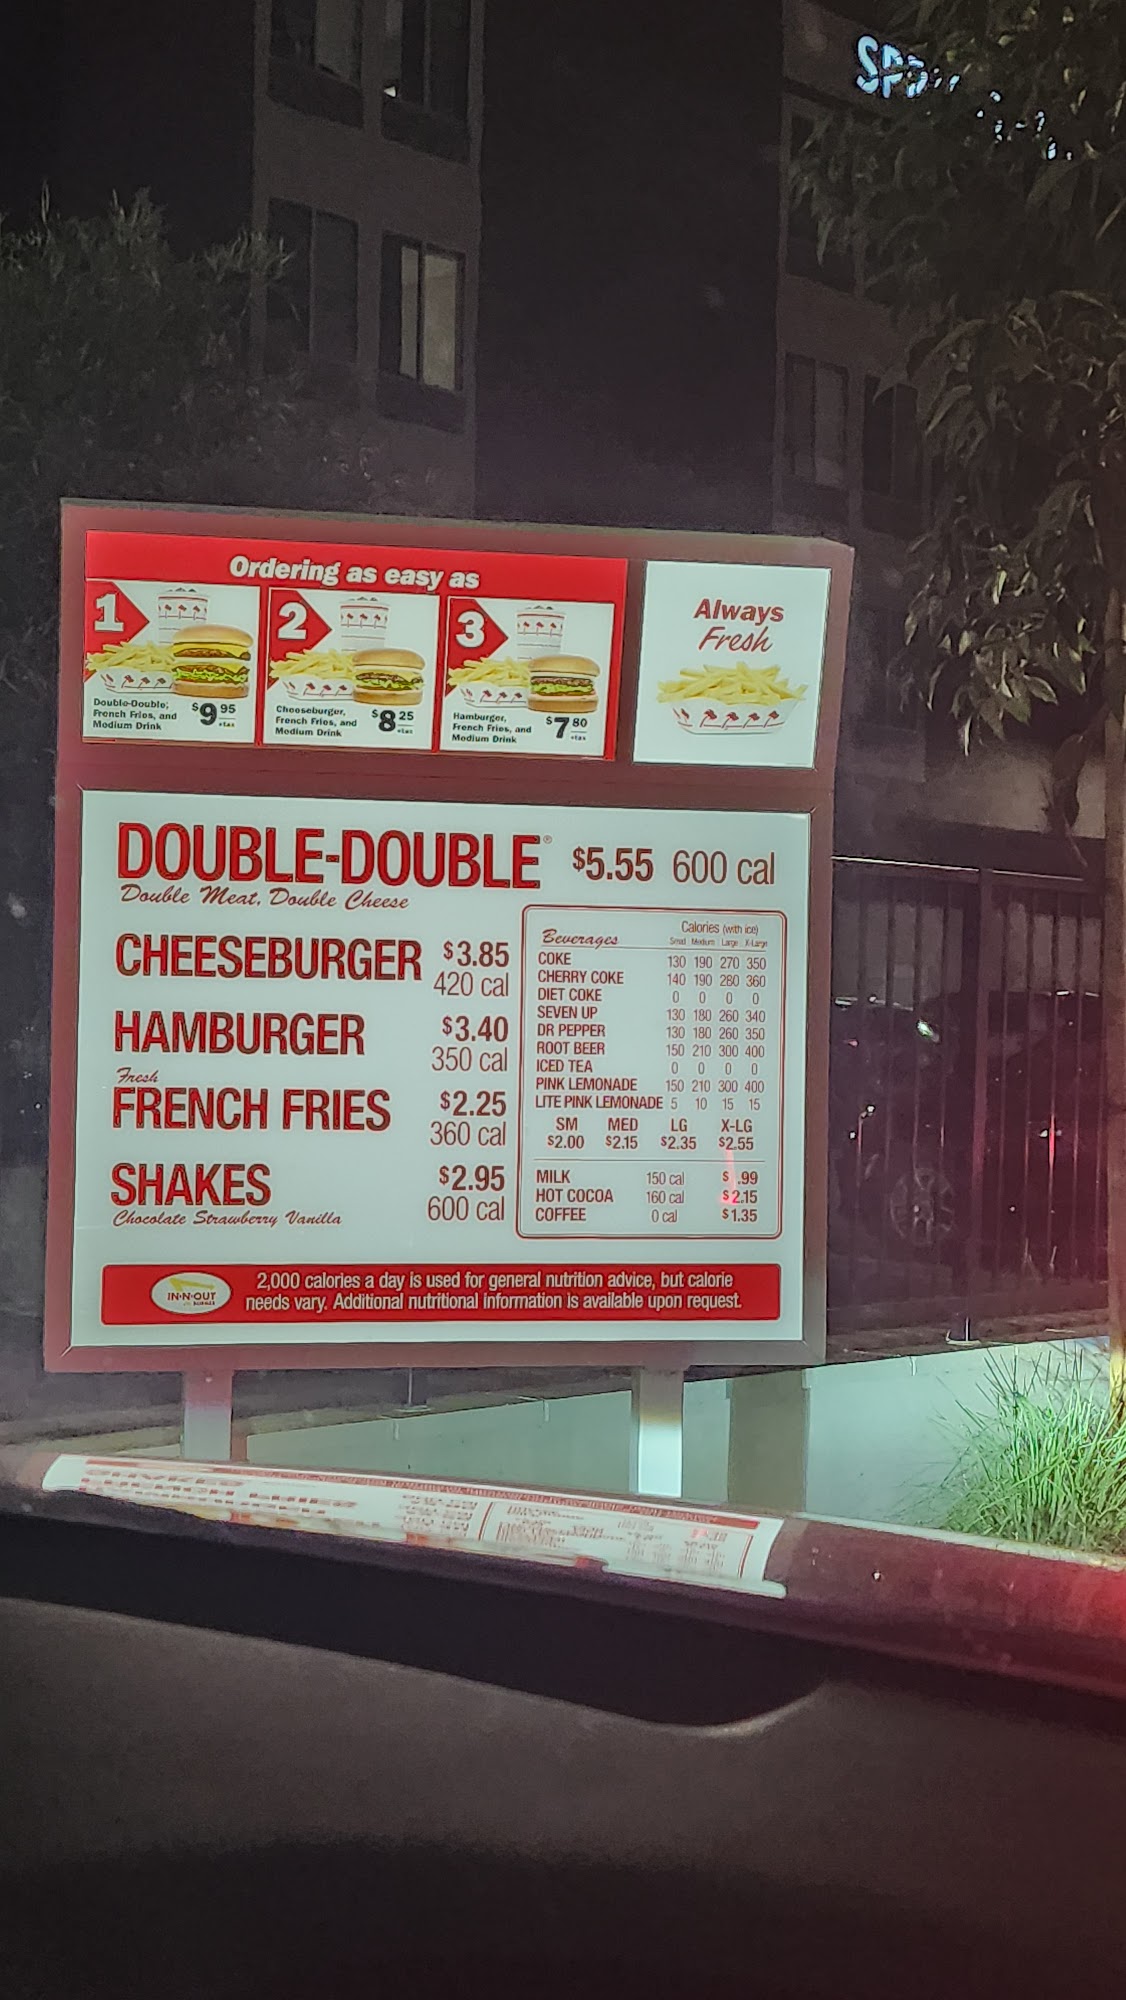 Ordering as easy as
1
Double-Double,
French Fries, and
Medium Drink
$9 95
+tax
2
Cheeseburger,
French Fries, and
Medium Drink
$8 25
+tax
3
Hamburger,
French Fries, and
Medium Drink
$7 80
+tax
Always
Fresh
DOUBLE-DOUBLE® $5.55 600 cal
Double Meat, Double Cheese
CHEESEBURGER $3.85
420 cal
HAMBURGER $3.40
350 cal
Fresh
FRENCH FRIES $2.25
360 cal
SHAKES $2.95
Chocolate Strawberry Vanilla 600 cal
Beverages Calories (with ice)
Small Medium Large X-Large
COKE 130 190 270 350
CHERRY COKE 140 190 280 360
DIET COKE 0 0 0 0
SEVEN UP 130 180 260 340
DR PEPPER 130 180 260 350
ROOT BEER 150 210 300 400
ICED TEA 0 0 0 0
PINK LEMONADE 150 210 300 400
LITE PINK LEMONADE 5 10 15 15
SM MED LG X-LG
$2.00 $2.15 $2.35 $2.55
MILK 150 cal $ .99
HOT COCOA 160 cal $2.15
COFFEE 0 cal $1.35
IN-N-OUT
BURGER
2,000 calories a day is used for general nutrition advice, but calorie
needs vary. Additional nutritional information is available upon request.